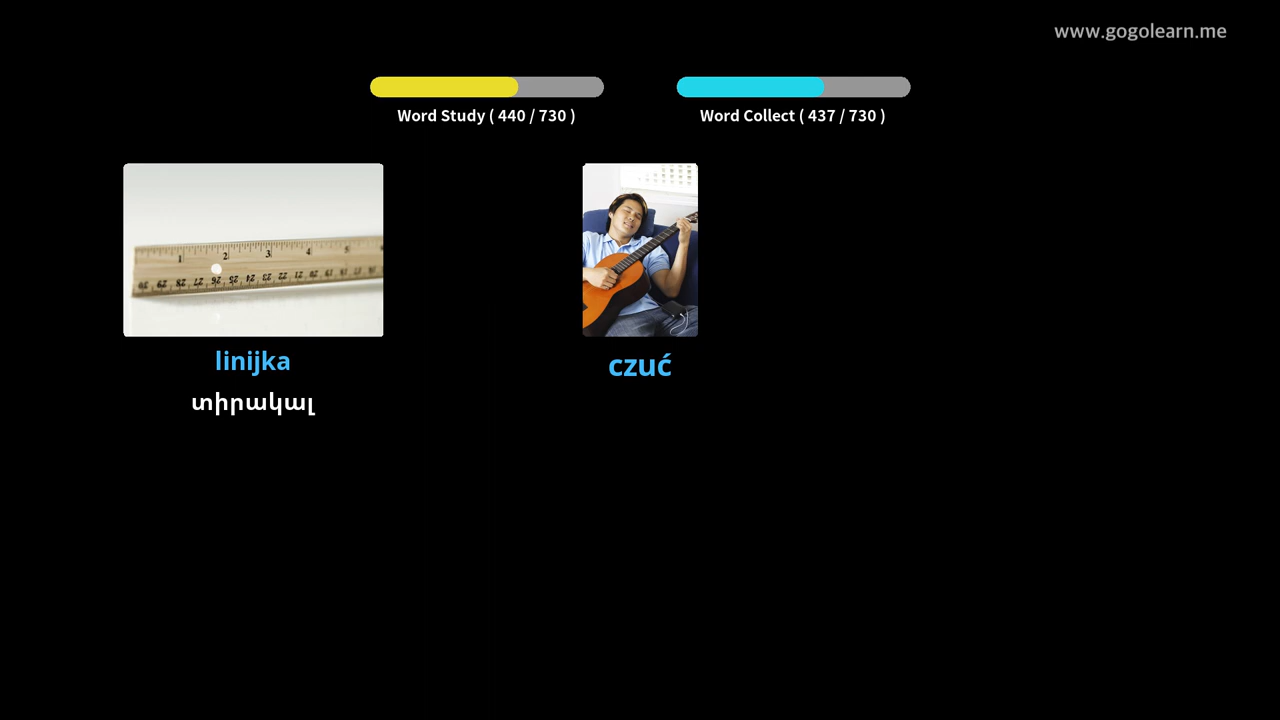 www.gogolearn.me
Word Study ( 440 / 730 )
Word Collect ( 437 / 730 )
linijka
տիրակալ
czuć